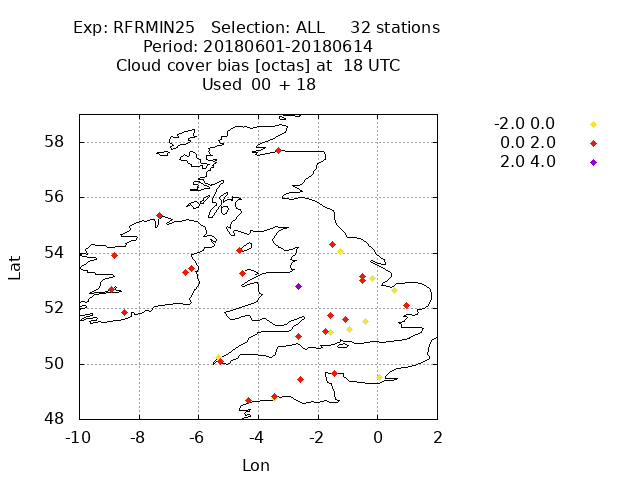 Exp: RFRMIN25   Selection: ALL     32 stations
Period: 20180601-20180614
Cloud cover bias [octas] at  18 UTC
Used  00  + 18
-2.0 0.0
0.0 2.0
2.0 4.0
58
56
54
52
50
48
Lat
-10 -8 -6 -4 -2 0 2
Lon